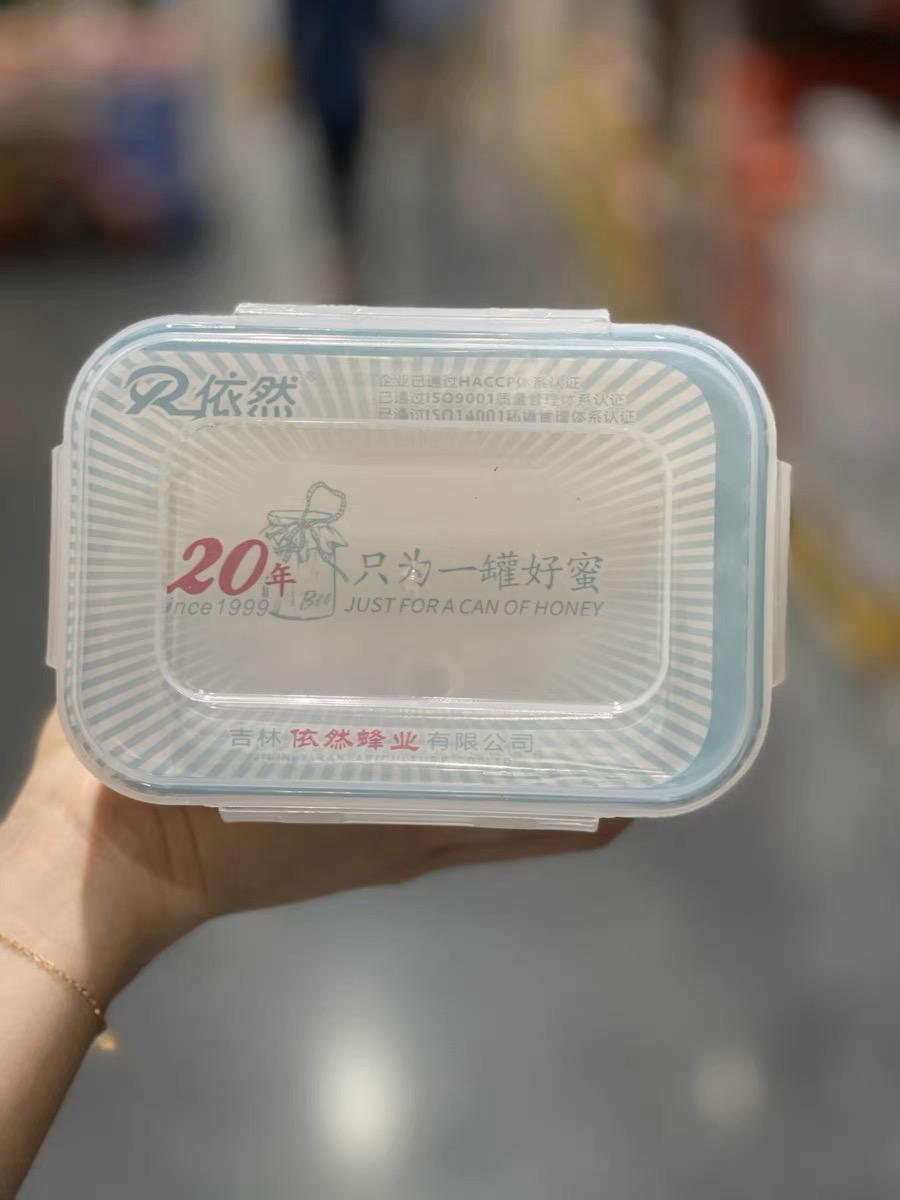 依然®
企业已通过HACCP体系认证
已通过ISO9001质量管理体系认证
已通过ISO14001环境管理体系认证
20年
ince1999
Bee
只为一罐好蜜
JUST FOR A CAN OF HONEY
吉林依然蜂业有限公司